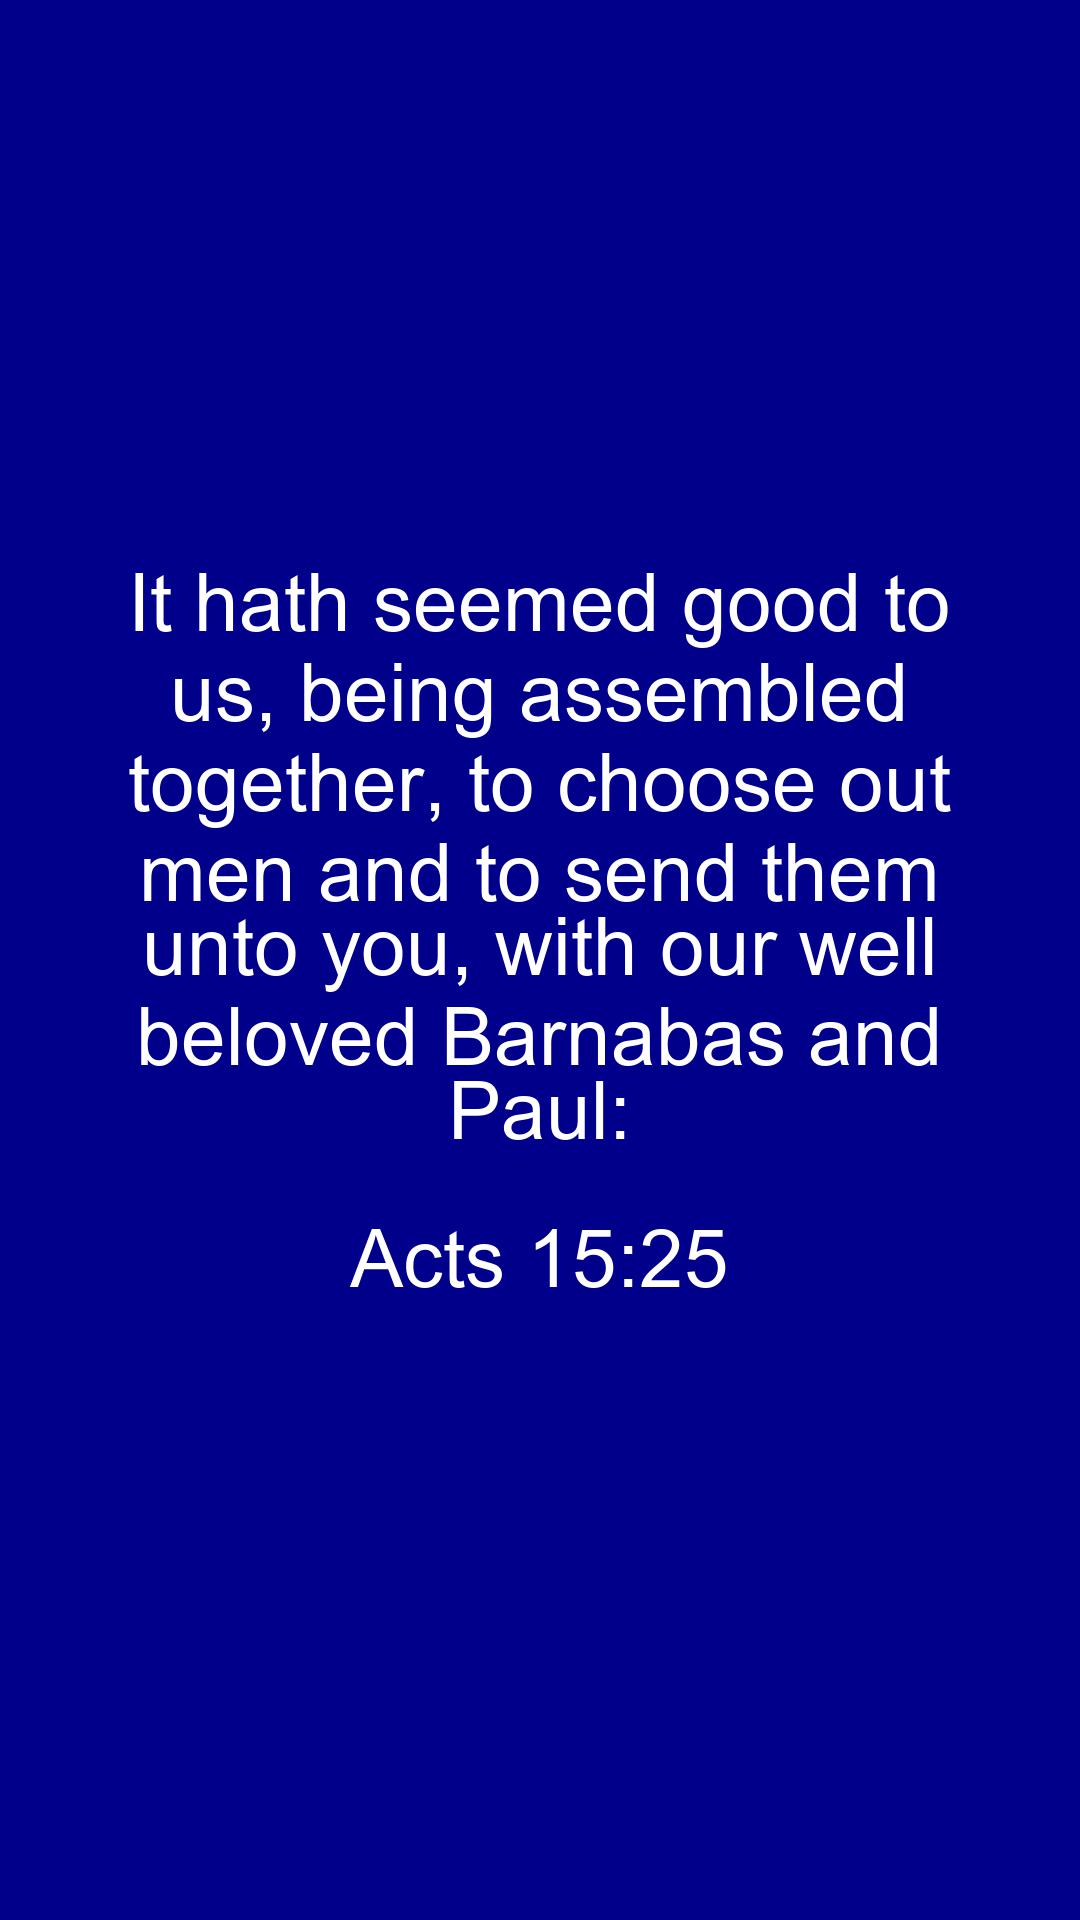 It hath seemed good to
us, being assembled
together, to choose out
men and to send them
unto you, with our well
beloved Barnabas and
Paul:
Acts 15:25